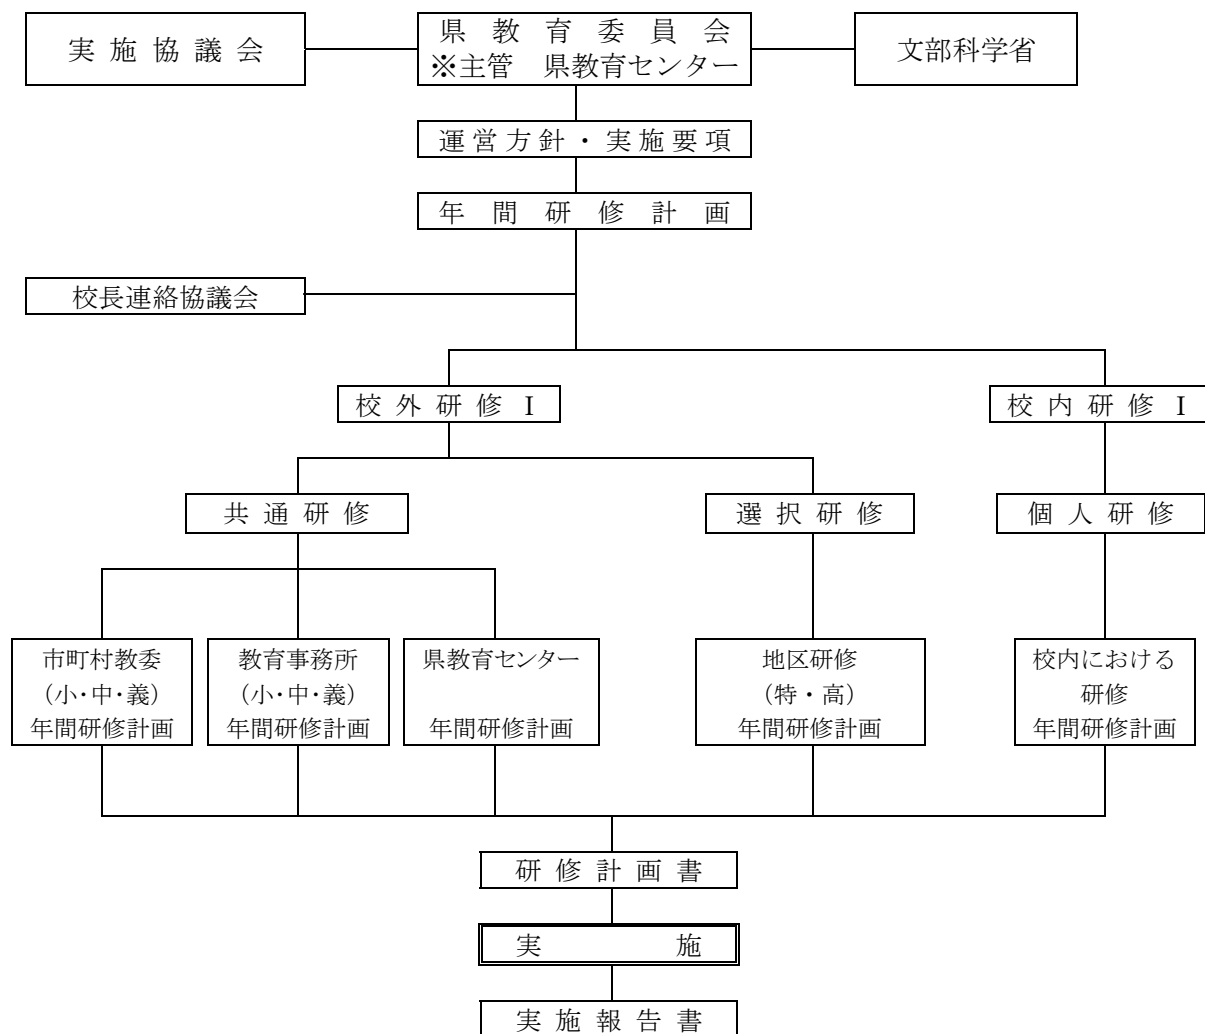 実施協議会
県教育委員会
※主管　県教育センター
文部科学省
運営方針・実施要項
年間研修計画
校長連絡協議会
校外研修Ⅰ
校内研修Ⅰ
共通研修
選択研修
個人研修
市町村教委
（小・中・義）
年間研修計画
教育事務所
（小・中・義）
年間研修計画
県教育センター
年間研修計画
地区研修
（特・高）
年間研修計画
校内における
研修
年間研修計画
研修計画書
実施
実施報告書